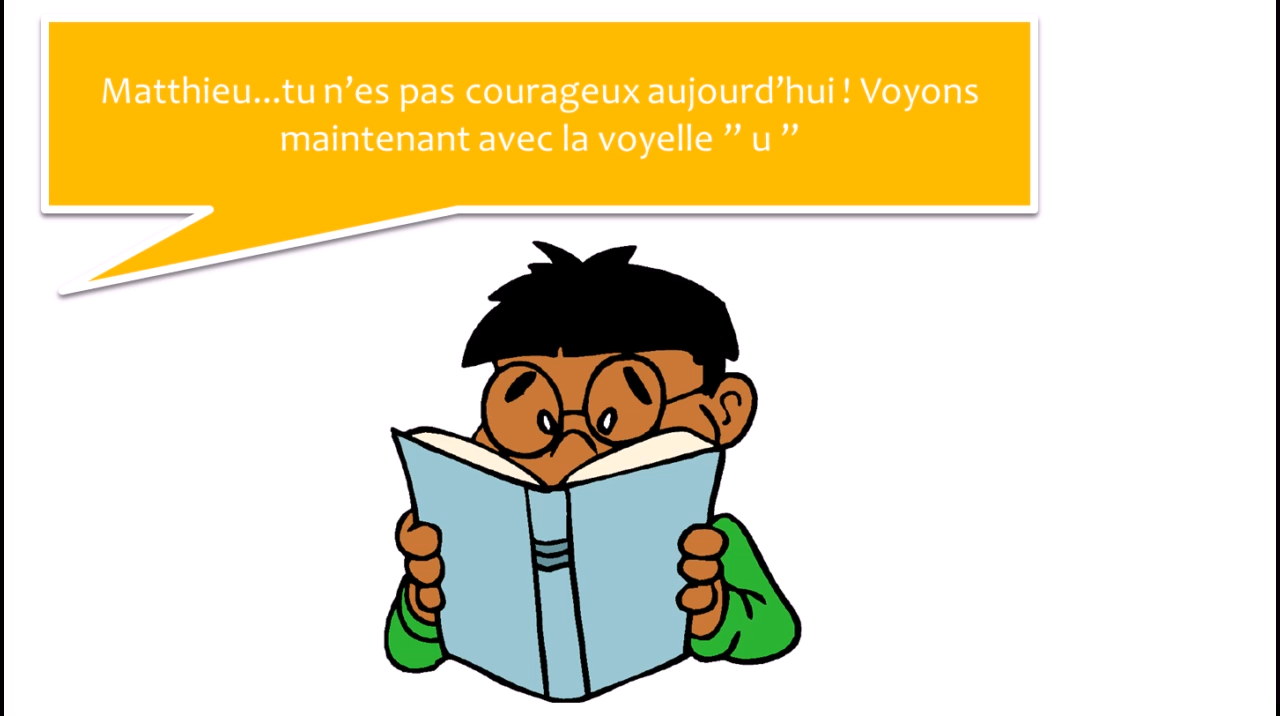 Matthieu...tu n’es pas courageux aujourd’hui ! Voyons
maintenant avec la voyelle ” u ”